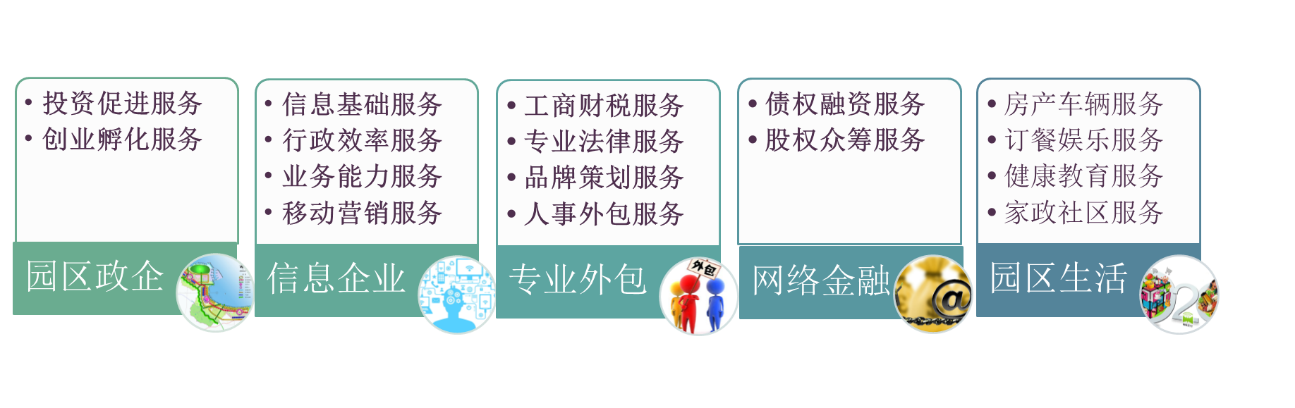 投资促进服务
创业孵化服务
园区政企
信息基础服务
行政效率服务
业务能力服务
移动营销服务
信息企业
工商财税服务
专业法律服务
品牌策划服务
人事外包服务
专业外包
外包
债权融资服务
股权众筹服务
网络金融
@
房产车辆服务
订餐娱乐服务
健康教育服务
家政社区服务
园区生活